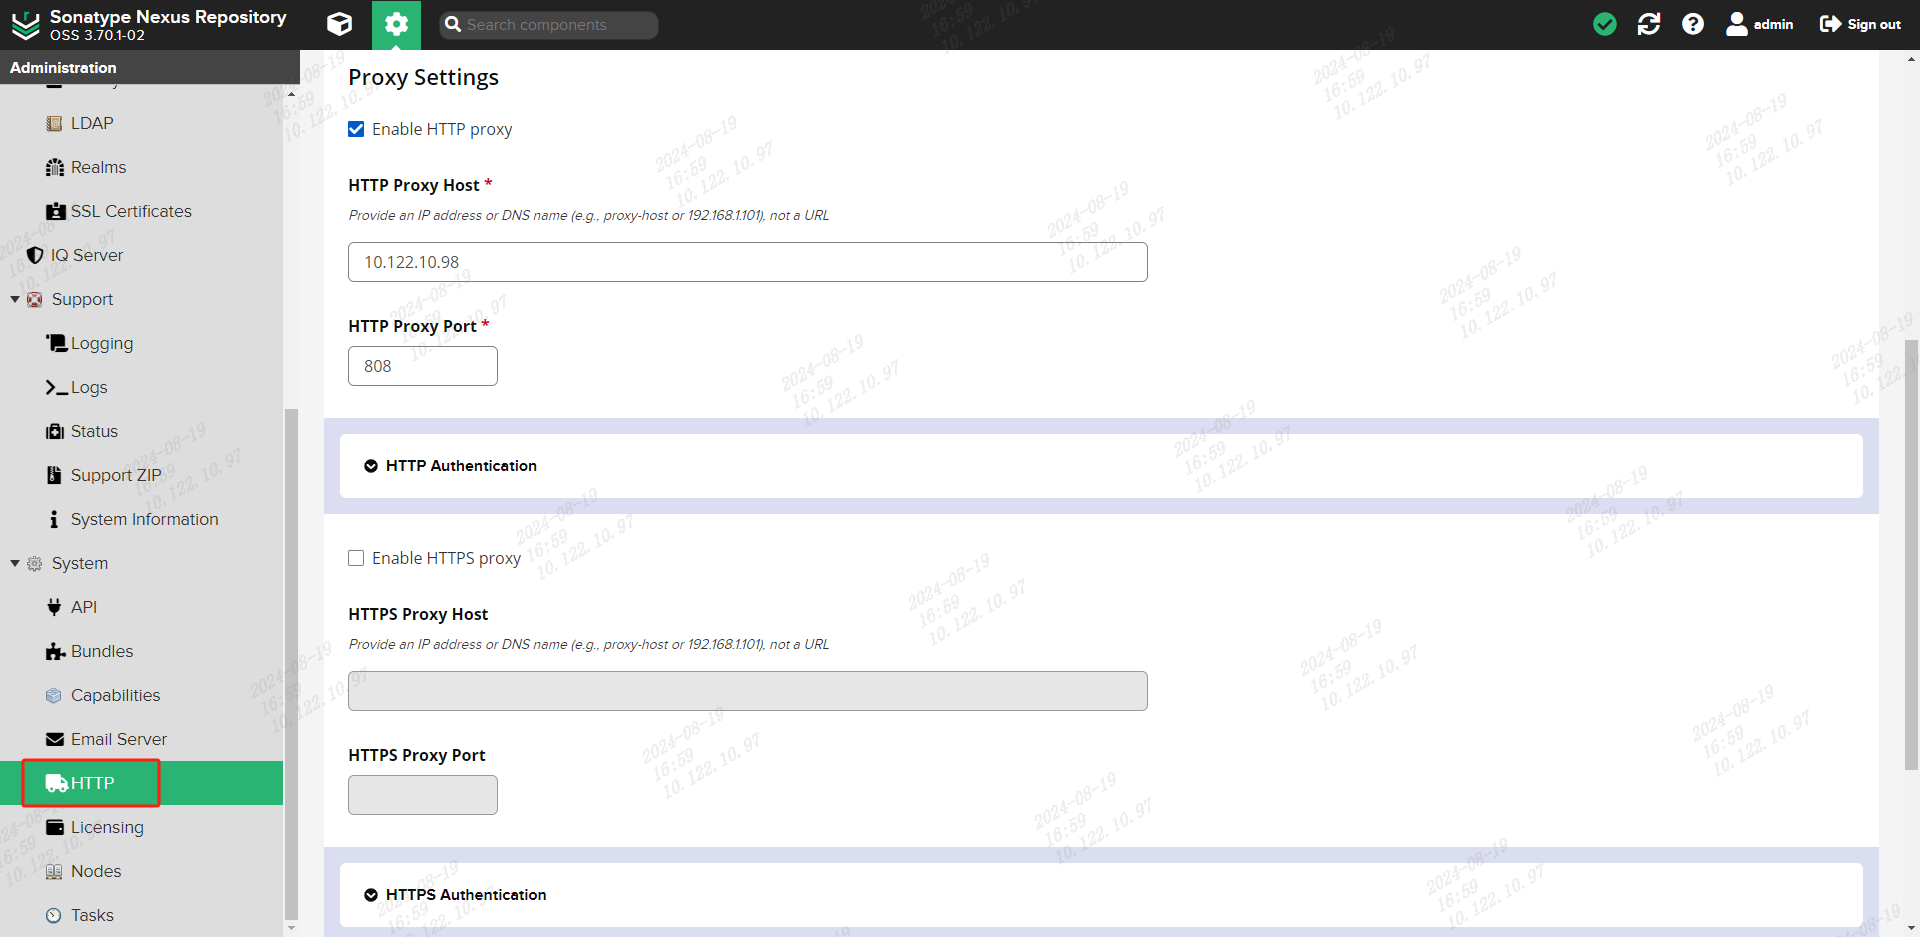 Sonatype Nexus Repository
OSS 3.70.1-02
Search components
admin
Sign out
Administration
LDAP
Realms
SSL Certificates
IQ Server
Support
Logging
Logs
Status
Support ZIP
System Information
System
API
Bundles
Capabilities
Email Server
HTTP
Licensing
Nodes
Tasks
Proxy Settings
Enable HTTP proxy
HTTP Proxy Host *
Provide an IP address or DNS name (e.g., proxy-host or 192.168.1.101), not a URL
10.122.10.98
HTTP Proxy Port *
808
HTTP Authentication
Enable HTTPS proxy
HTTPS Proxy Host
Provide an IP address or DNS name (e.g., proxy-host or 192.168.1.101), not a URL
HTTPS Proxy Port
HTTPS Authentication
2024-08-19
16:59
10.122.10.97